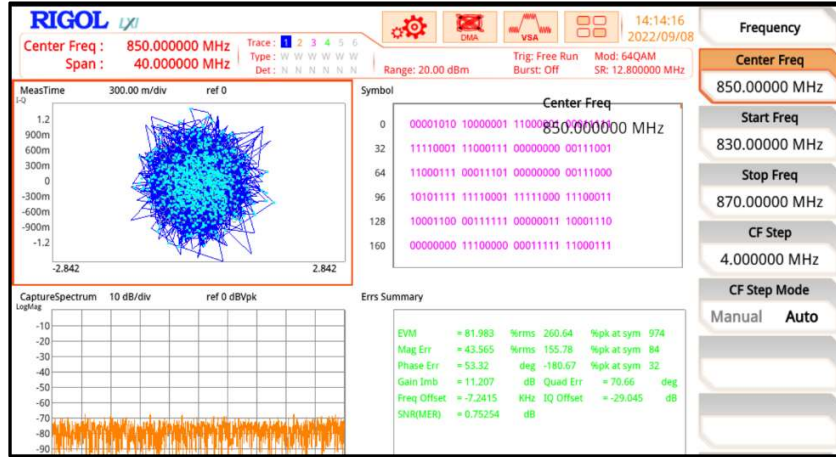 RIGOL LXI
DMA
VSA
14:14:16
2022/09/08
Center Freq : 850.000000 MHz
Span : 40.000000 MHz
Trace : 1 2 3 4 5 6
Type : W W W W W W
Det : N N N N N N
Range: 20.00 dBm
Trig: Free Run
Burst: Off
Mod: 64QAM
SR: 12.800000 MHz
MeasTime 300.00 m/div ref 0
I-Q
1.2
900m
600m
300m
0
-300m
-600m
-900m
-1.2
-2.842 2.842
Symbol
Center Freq
850.000000 MHz
0 00001010 10000001
32 11110001 11000111 00000000 00111001
64 11000111 00011101 00000000 00111000
96 10101111 11110001 11111000 11100011
128 10001100 00111111 00000011 10001110
160 00000000 11100000 00011111 11000111
CaptureSpectrum 10 dB/div ref 0 dBVpk
LogMag
-10
-20
-30
-40
-50
-60
-70
-80
-90
Errs Summary
EVM = 81.983 %rms 260.64 %pk at sym 974
Mag Err = 43.565 %rms 155.78 %pk at sym 84
Phase Err = 53.32 deg -180.67 %pk at sym 32
Gain Imb = 11.207 dB Quad Err = 70.66 deg
Freq Offset = -7.2415 KHz IQ Offset = -29.045 dB
SNR(MER) = 0.75254 dB
Frequency
Center Freq
850.00000 MHz
Start Freq
830.00000 MHz
Stop Freq
870.00000 MHz
CF Step
4.000000 MHz
CF Step Mode
Manual Auto